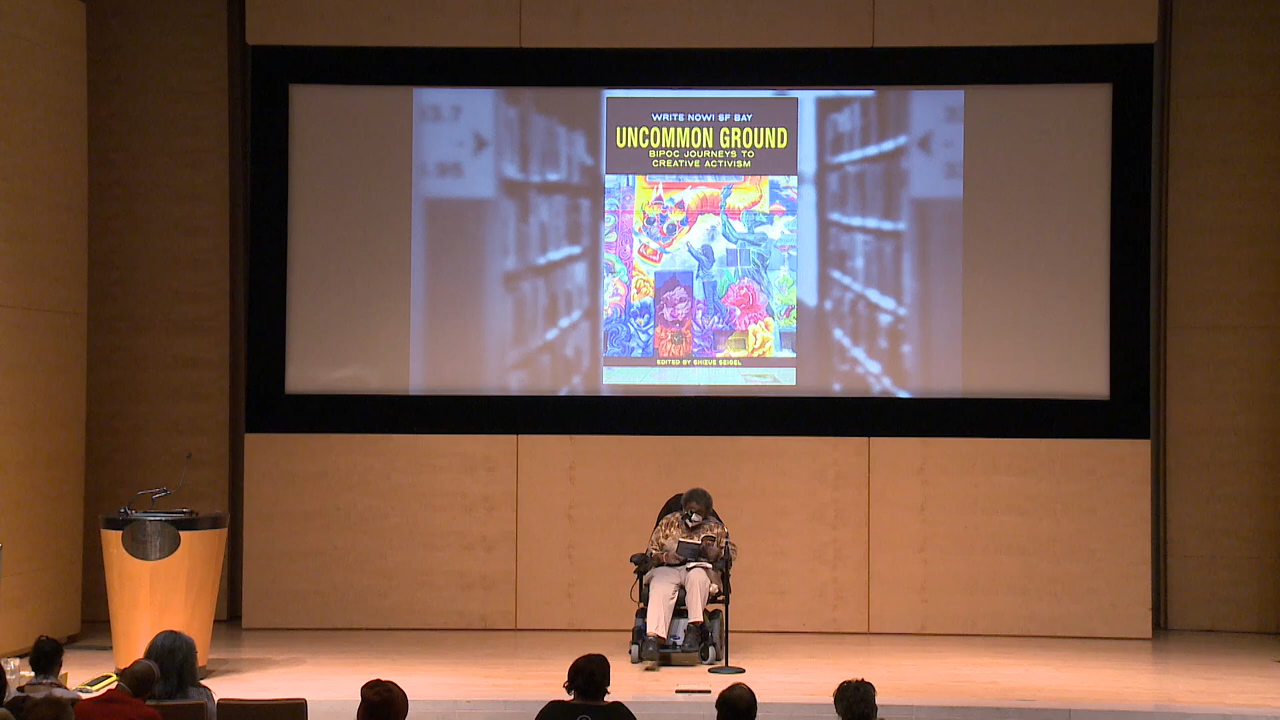 WRITE NOW! SF BAY
UNCOMMON GROUND
BIPOC JOURNEYS TO
CREATIVE ACTIVISM
EDITED BY SHIZUE SEIGEL